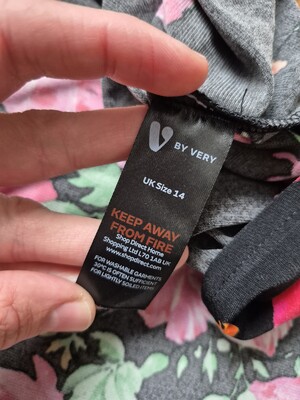 V BY VERY
UK Size 14
KEEP AWAY
FROM FIRE
Shop Direct Home
Shopping Ltd L70 1AB UK
www.shopdirect.com
FOR WASHABLE GARMENTS
30°C IS OFTEN SUFFICIENT
FOR LIGHTLY SOILED ITEMS